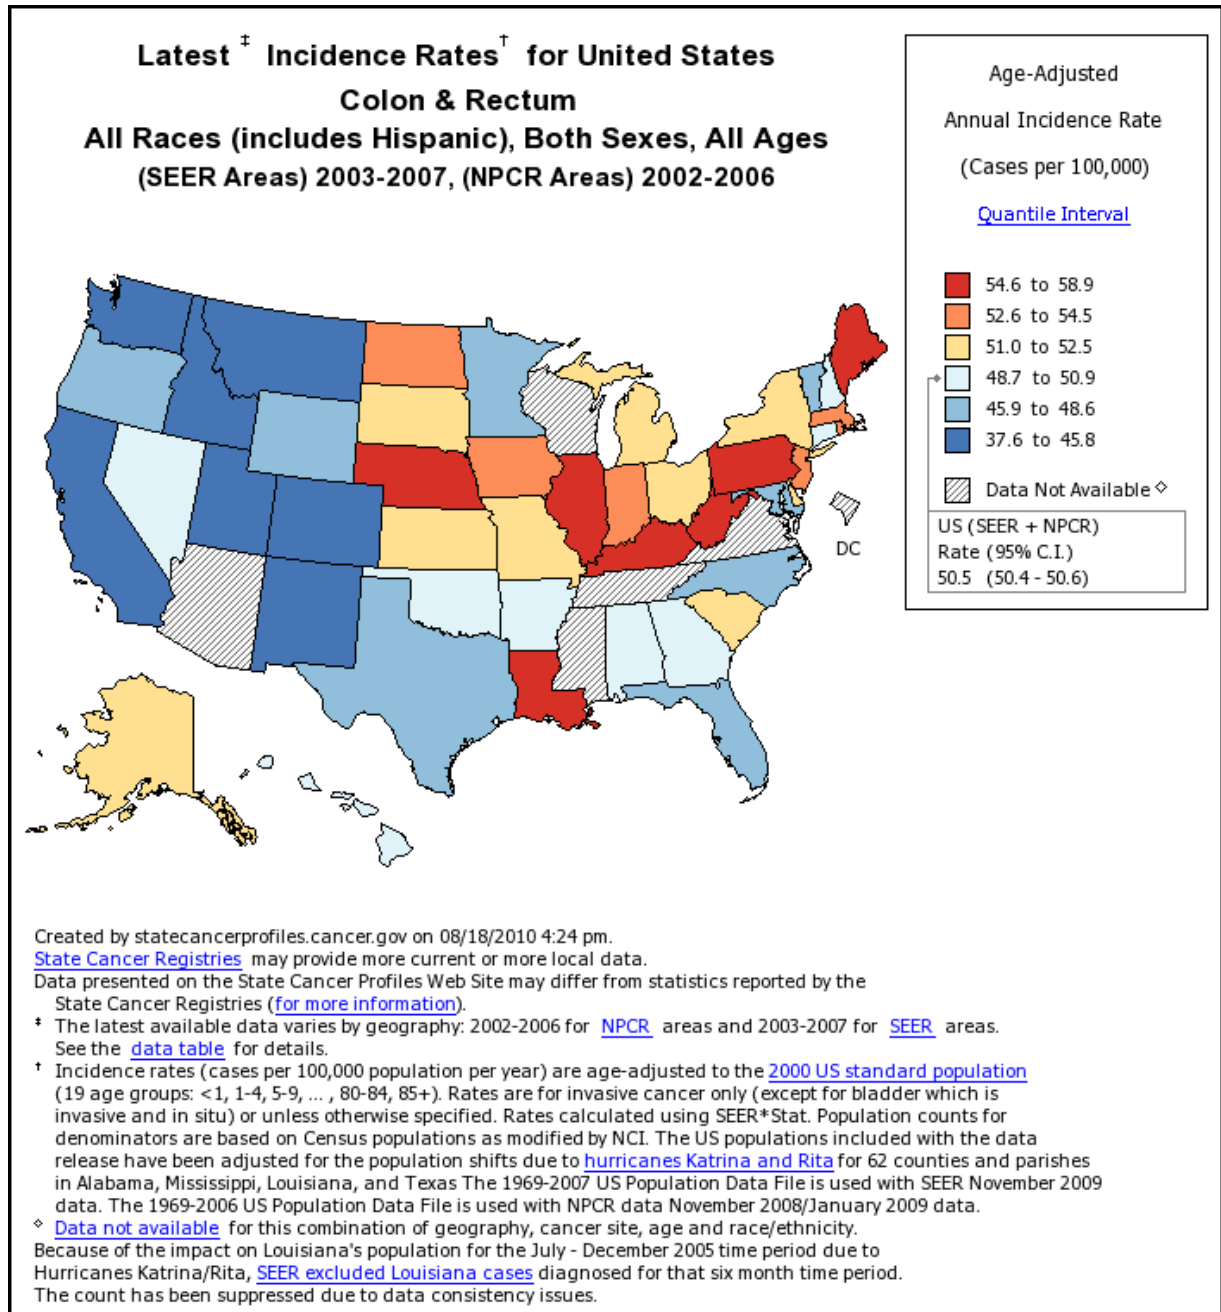 Latest ‡ Incidence Rates† for United States
Colon & Rectum
All Races (includes Hispanic), Both Sexes, All Ages
(SEER Areas) 2003-2007, (NPCR Areas) 2002-2006
Age-Adjusted
Annual Incidence Rate
(Cases per 100,000)
Quantile Interval
54.6 to 58.9
52.6 to 54.5
51.0 to 52.5
48.7 to 50.9
45.9 to 48.6
37.6 to 45.8
Data Not Available ◇
US (SEER + NPCR)
Rate (95% C.I.)
50.5 (50.4 - 50.6)
DC
Created by statecancerprofiles.cancer.gov on 08/18/2010 4:24 pm.
State Cancer Registries may provide more current or more local data.
Data presented on the State Cancer Profiles Web Site may differ from statistics reported by the
State Cancer Registries (for more information).
‡ The latest available data varies by geography: 2002-2006 for NPCR areas and 2003-2007 for SEER areas.
See the data table for details.
† Incidence rates (cases per 100,000 population per year) are age-adjusted to the 2000 US standard population
(19 age groups: <1, 1-4, 5-9, ... , 80-84, 85+). Rates are for invasive cancer only (except for bladder which is
invasive and in situ) or unless otherwise specified. Rates calculated using SEER*Stat. Population counts for
denominators are based on Census populations as modified by NCI. The US populations included with the data
release have been adjusted for the population shifts due to hurricanes Katrina and Rita for 62 counties and parishes
in Alabama, Mississippi, Louisiana, and Texas The 1969-2007 US Population Data File is used with SEER November 2009
data. The 1969-2006 US Population Data File is used with NPCR data November 2008/January 2009 data.
◇ Data not available for this combination of geography, cancer site, age and race/ethnicity.
Because of the impact on Louisiana's population for the July - December 2005 time period due to
Hurricanes Katrina/Rita, SEER excluded Louisiana cases diagnosed for that six month time period.
The count has been suppressed due to data consistency issues.